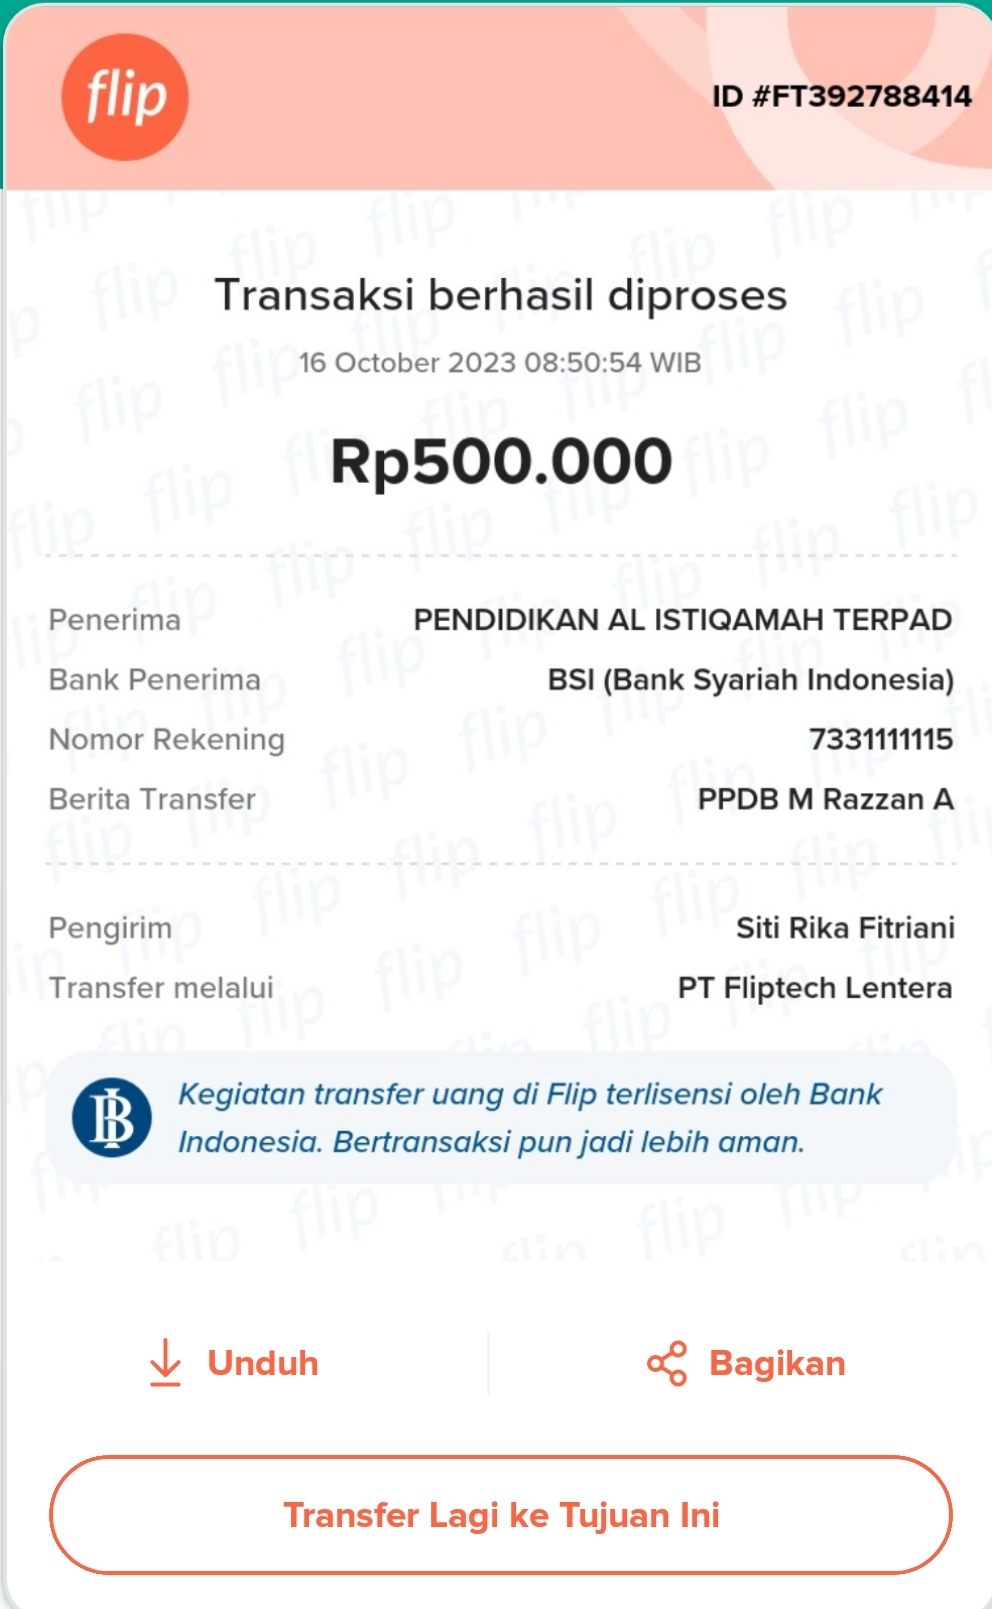 flip
ID #FT392788414
Transaksi berhasil diproses
16 October 2023 08:50:54 WIB
Rp500.000
Penerima PENDIDIKAN AL ISTIQAMAH TERPAD
Bank Penerima BSI (Bank Syariah Indonesia)
Nomor Rekening 7331111115
Berita Transfer PPDB M Razzan A
Pengirim Siti Rika Fitriani
Transfer melalui PT Fliptech Lentera
Kegiatan transfer uang di Flip terlisensi oleh Bank
Indonesia. Bertransaksi pun jadi lebih aman.
Unduh
Bagikan
Transfer Lagi ke Tujuan Ini